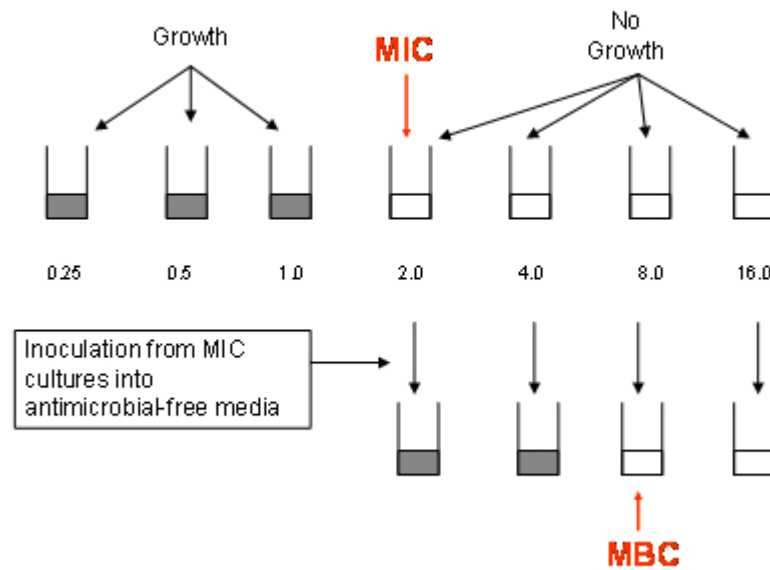 Growth
MIC
No
Growth
0.25 0.5 1.0 2.0 4.0 8.0 16.0
Inoculation from MIC
cultures into
antimicrobial-free media
MBC